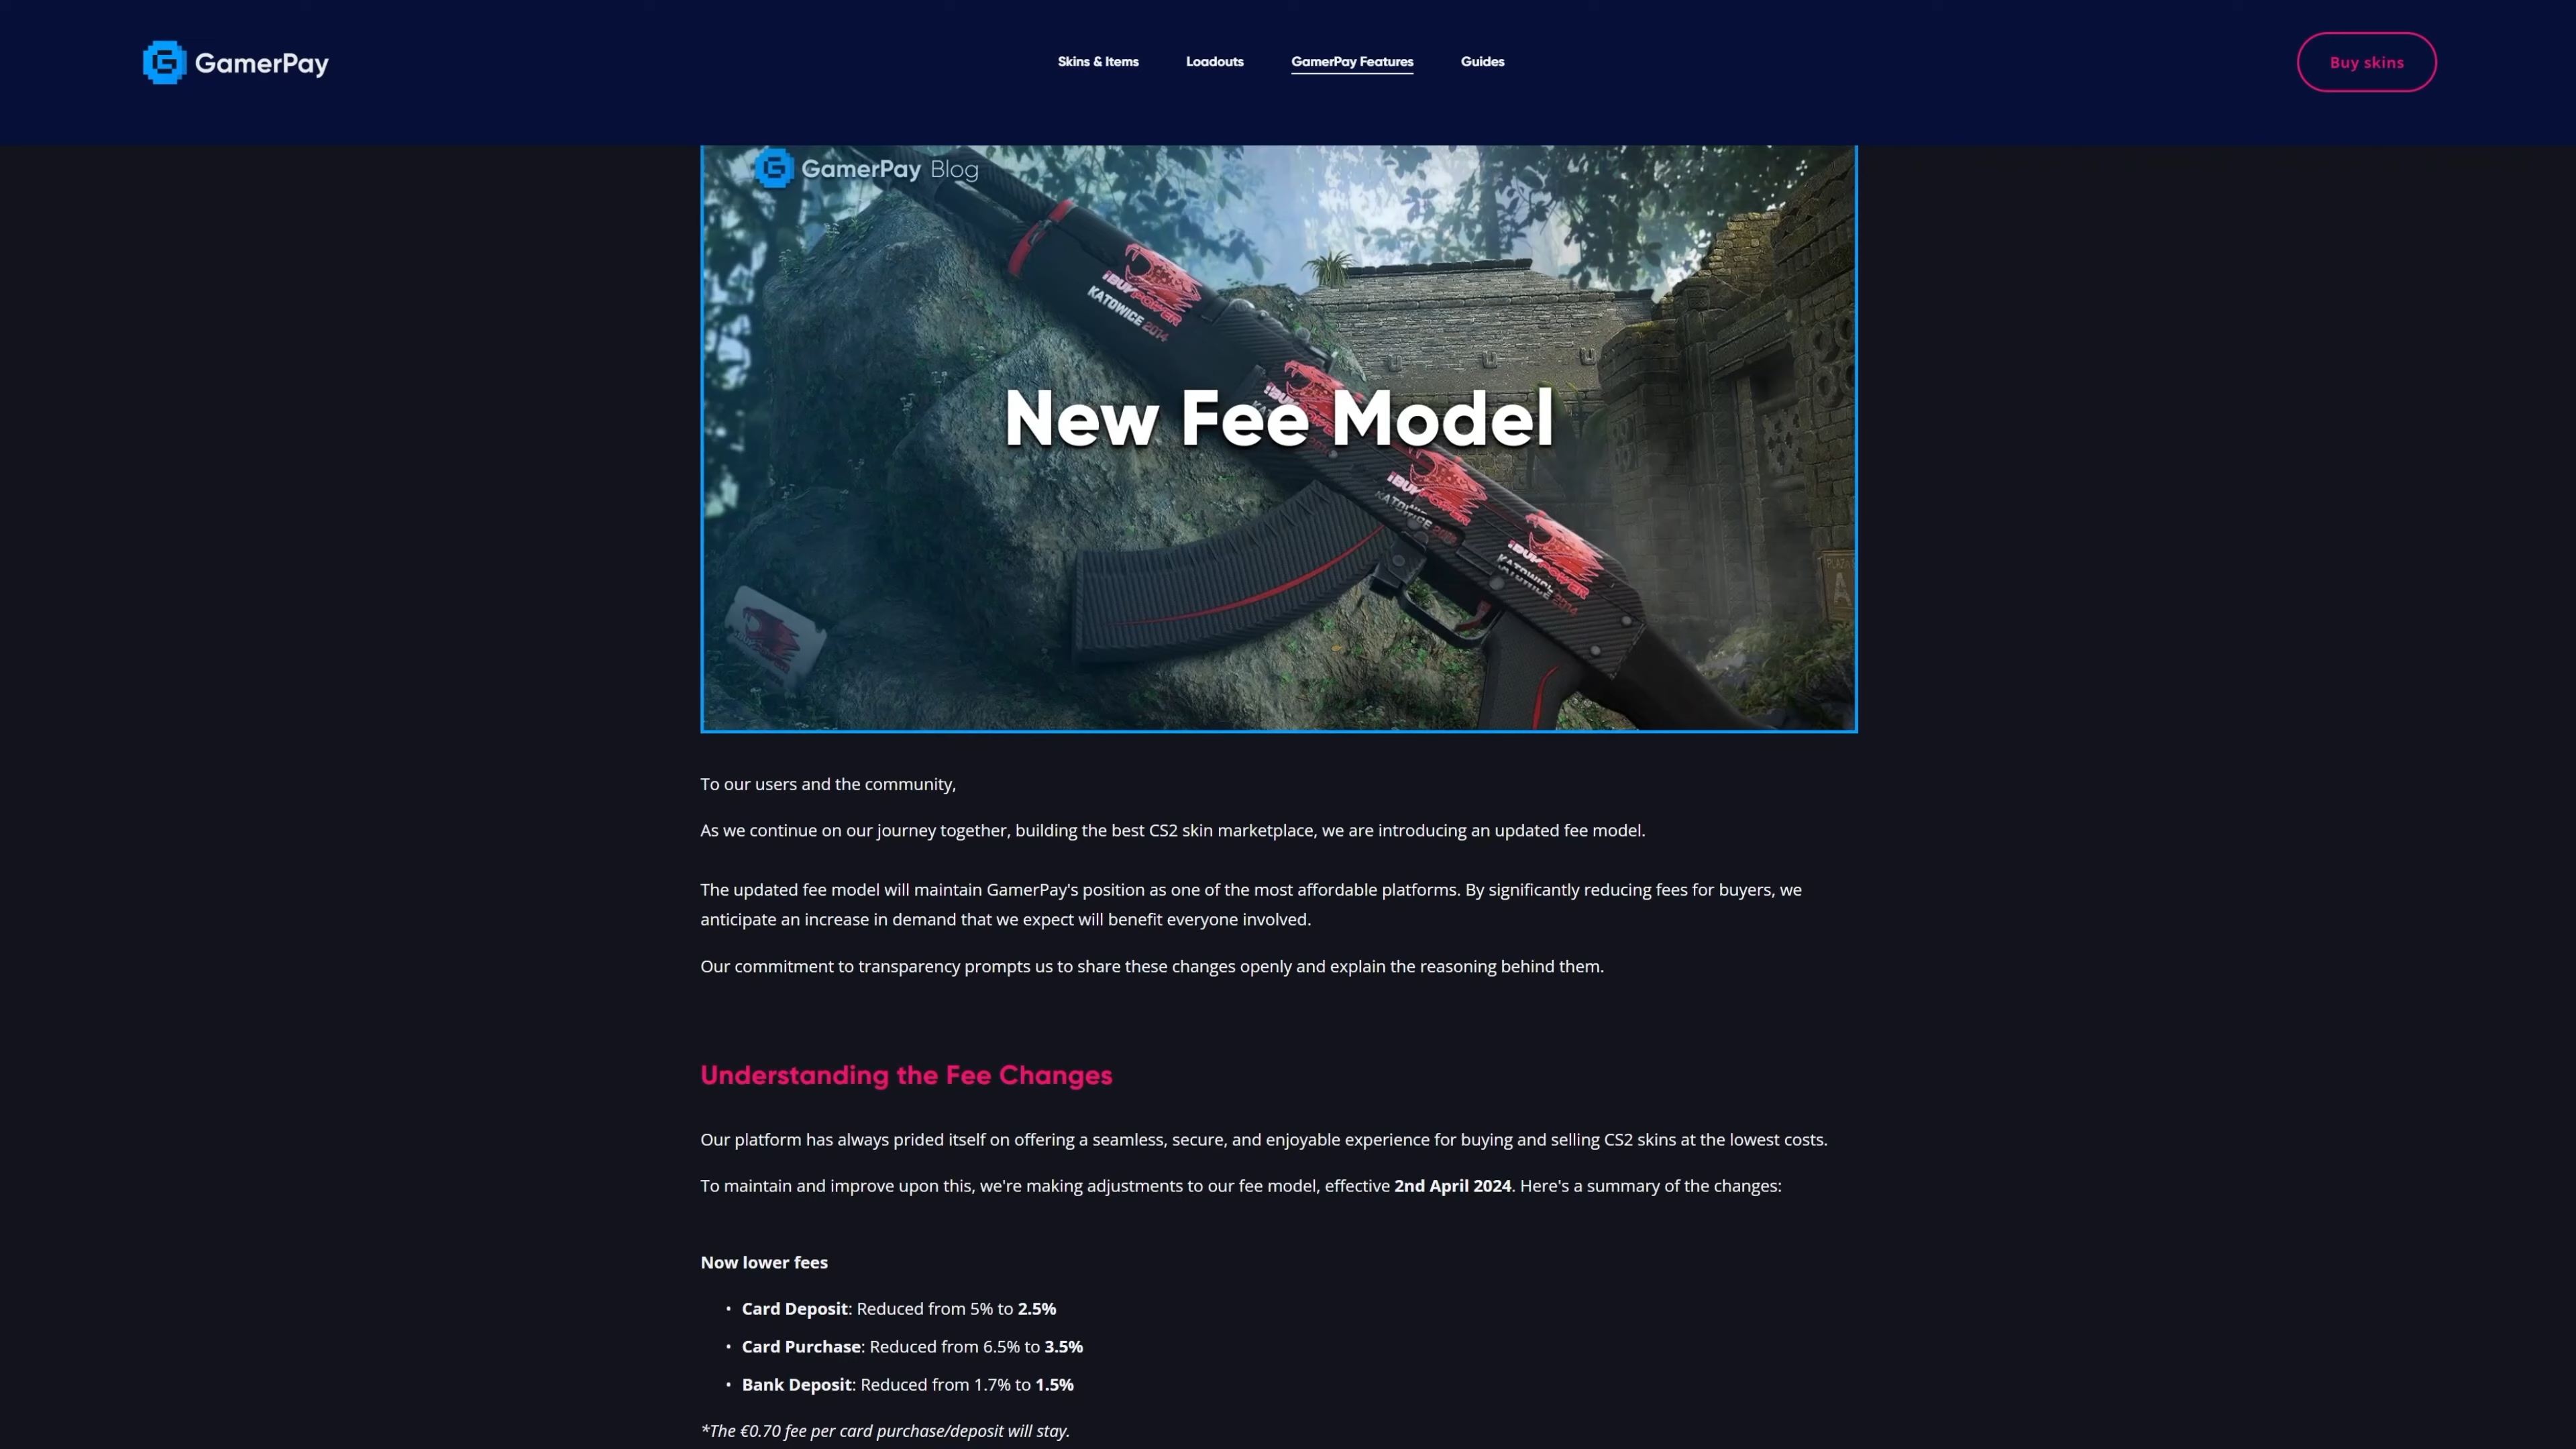 GamerPay
Skins & Items
Loadouts
GamerPay Features
Guides
Buy skins
GamerPay Blog
iBUYPOWER
KATOWICE 2014
New Fee Model
To our users and the community,
As we continue on our journey together, building the best CS2 skin marketplace, we are introducing an updated fee model.
The updated fee model will maintain GamerPay's position as one of the most affordable platforms. By significantly reducing fees for buyers, we
anticipate an increase in demand that we expect will benefit everyone involved.
Our commitment to transparency prompts us to share these changes openly and explain the reasoning behind them.
Understanding the Fee Changes
Our platform has always prided itself on offering a seamless, secure, and enjoyable experience for buying and selling CS2 skins at the lowest costs.
To maintain and improve upon this, we're making adjustments to our fee model, effective 2nd April 2024. Here's a summary of the changes:
Now lower fees
• Card Deposit: Reduced from 5% to 2.5%
• Card Purchase: Reduced from 6.5% to 3.5%
• Bank Deposit: Reduced from 1.7% to 1.5%
*The €0.70 fee per card purchase/deposit will stay.